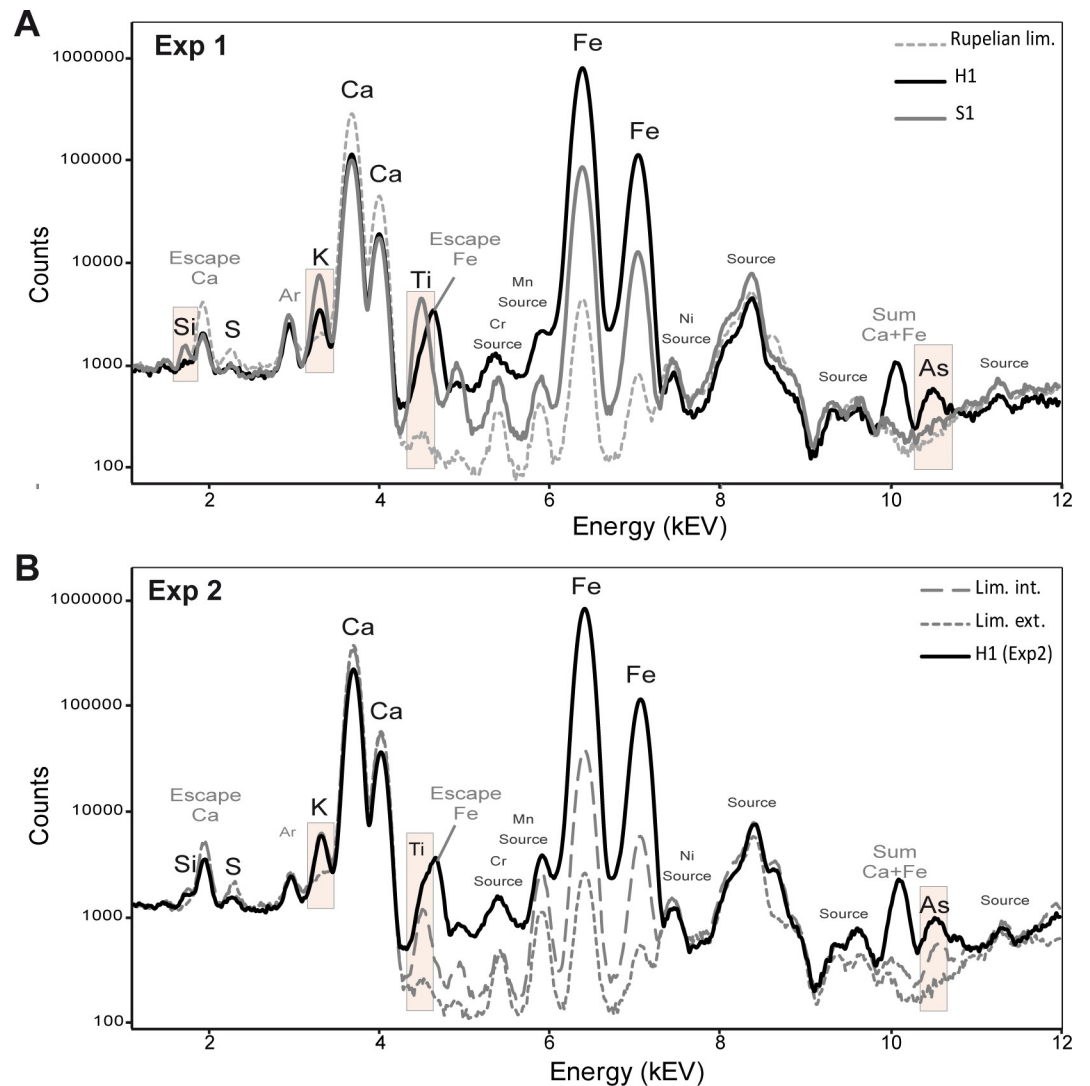 A
Exp 1
Rupelian lim.
H1
S1
Counts
1000000
100000
10000
1000
100
Escape
Ca
Si
S
Ar
K
Ca
Ca
Ti
Escape
Fe
Cr
Source
Mn
Source
Fe
Fe
Ni
Source
Source
Source
Sum
Ca+Fe
As
Source
2
4
6
8
10
12
Energy (kEV)
B
Exp 2
Lim. int.
Lim. ext.
H1 (Exp2)
Counts
1000000
100000
10000
1000
100
Escape
Ca
Si
S
Ar
K
Ca
Ca
Ti
Escape
Fe
Cr
Source
Mn
Source
Fe
Fe
Ni
Source
Source
Source
Sum
Ca+Fe
As
Source
2
4
6
8
10
12
Energy (kEV)